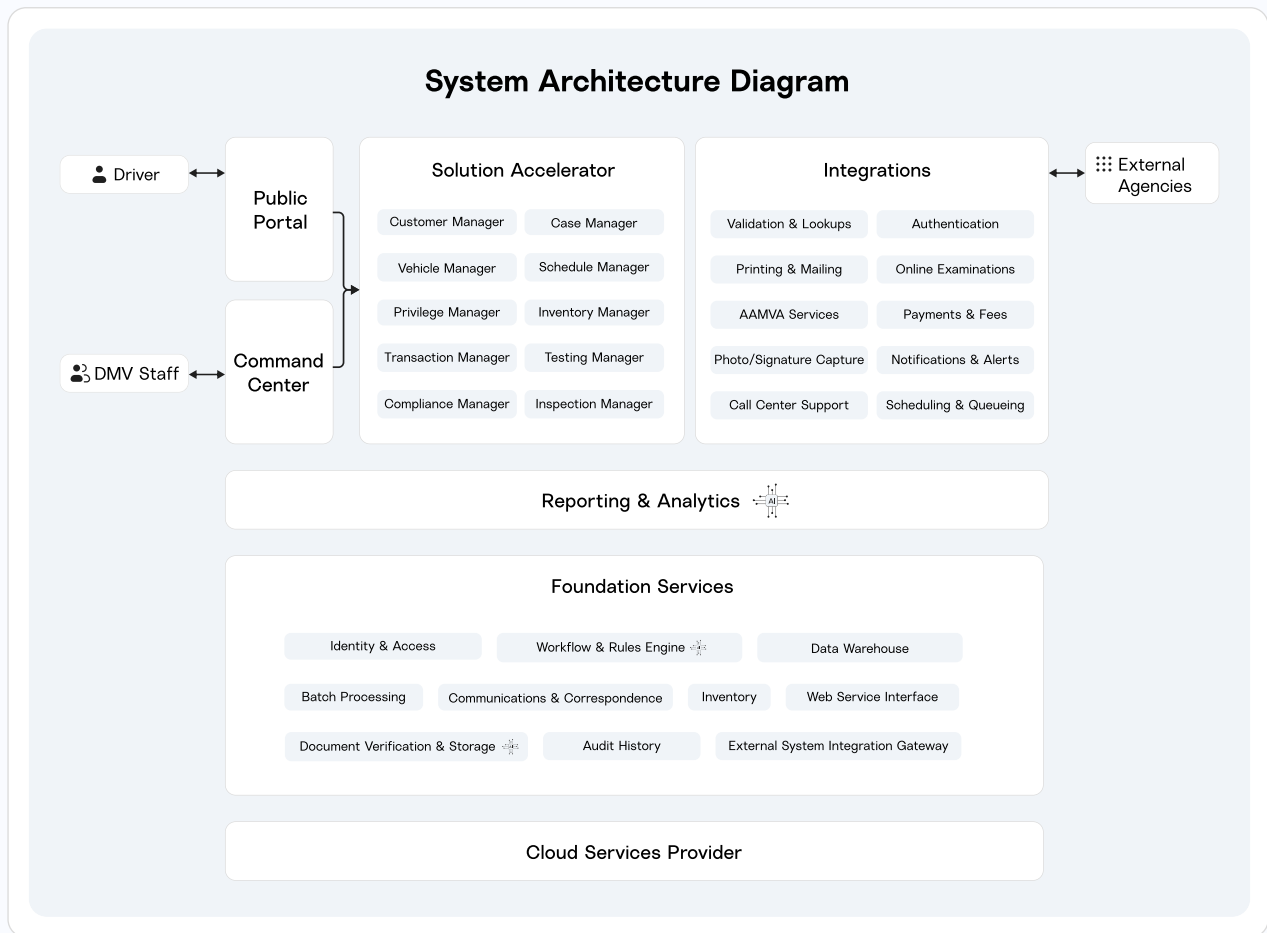 System Architecture Diagram
Driver
DMV Staff
Public
Portal
Command
Center
Solution Accelerator
Customer Manager
Case Manager
Vehicle Manager
Schedule Manager
Privilege Manager
Inventory Manager
Transaction Manager
Testing Manager
Compliance Manager
Inspection Manager
Integrations
Validation & Lookups
Authentication
Printing & Mailing
Online Examinations
AAMVA Services
Payments & Fees
Photo/Signature Capture
Notifications & Alerts
Call Center Support
Scheduling & Queueing
External
Agencies
Reporting & Analytics
AI
Foundation Services
Identity & Access
Workflow & Rules Engine
Data Warehouse
Batch Processing
Communications & Correspondence
Inventory
Web Service Interface
Document Verification & Storage
Audit History
External System Integration Gateway
Cloud Services Provider